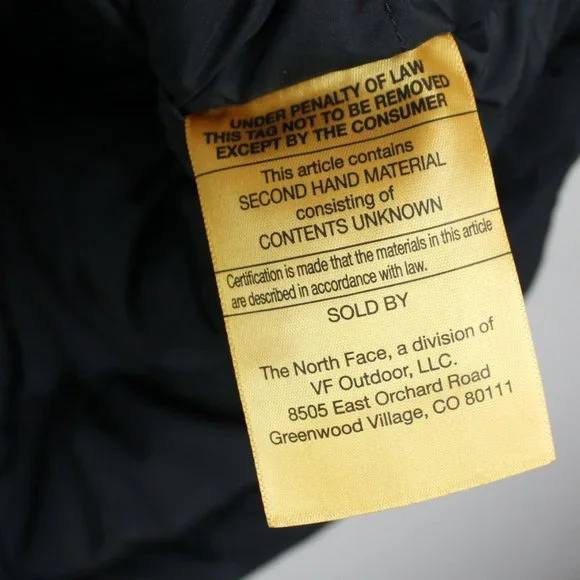 UNDER PENALTY OF LAW
THIS TAG NOT TO BE REMOVED
EXCEPT BY THE CONSUMER
This article contains
SECOND HAND MATERIAL
consisting of
CONTENTS UNKNOWN
Certification is made that the materials in this article
are described in accordance with law.
SOLD BY
The North Face, a division of
VF Outdoor, LLC.
8505 East Orchard Road
Greenwood Village, CO 80111